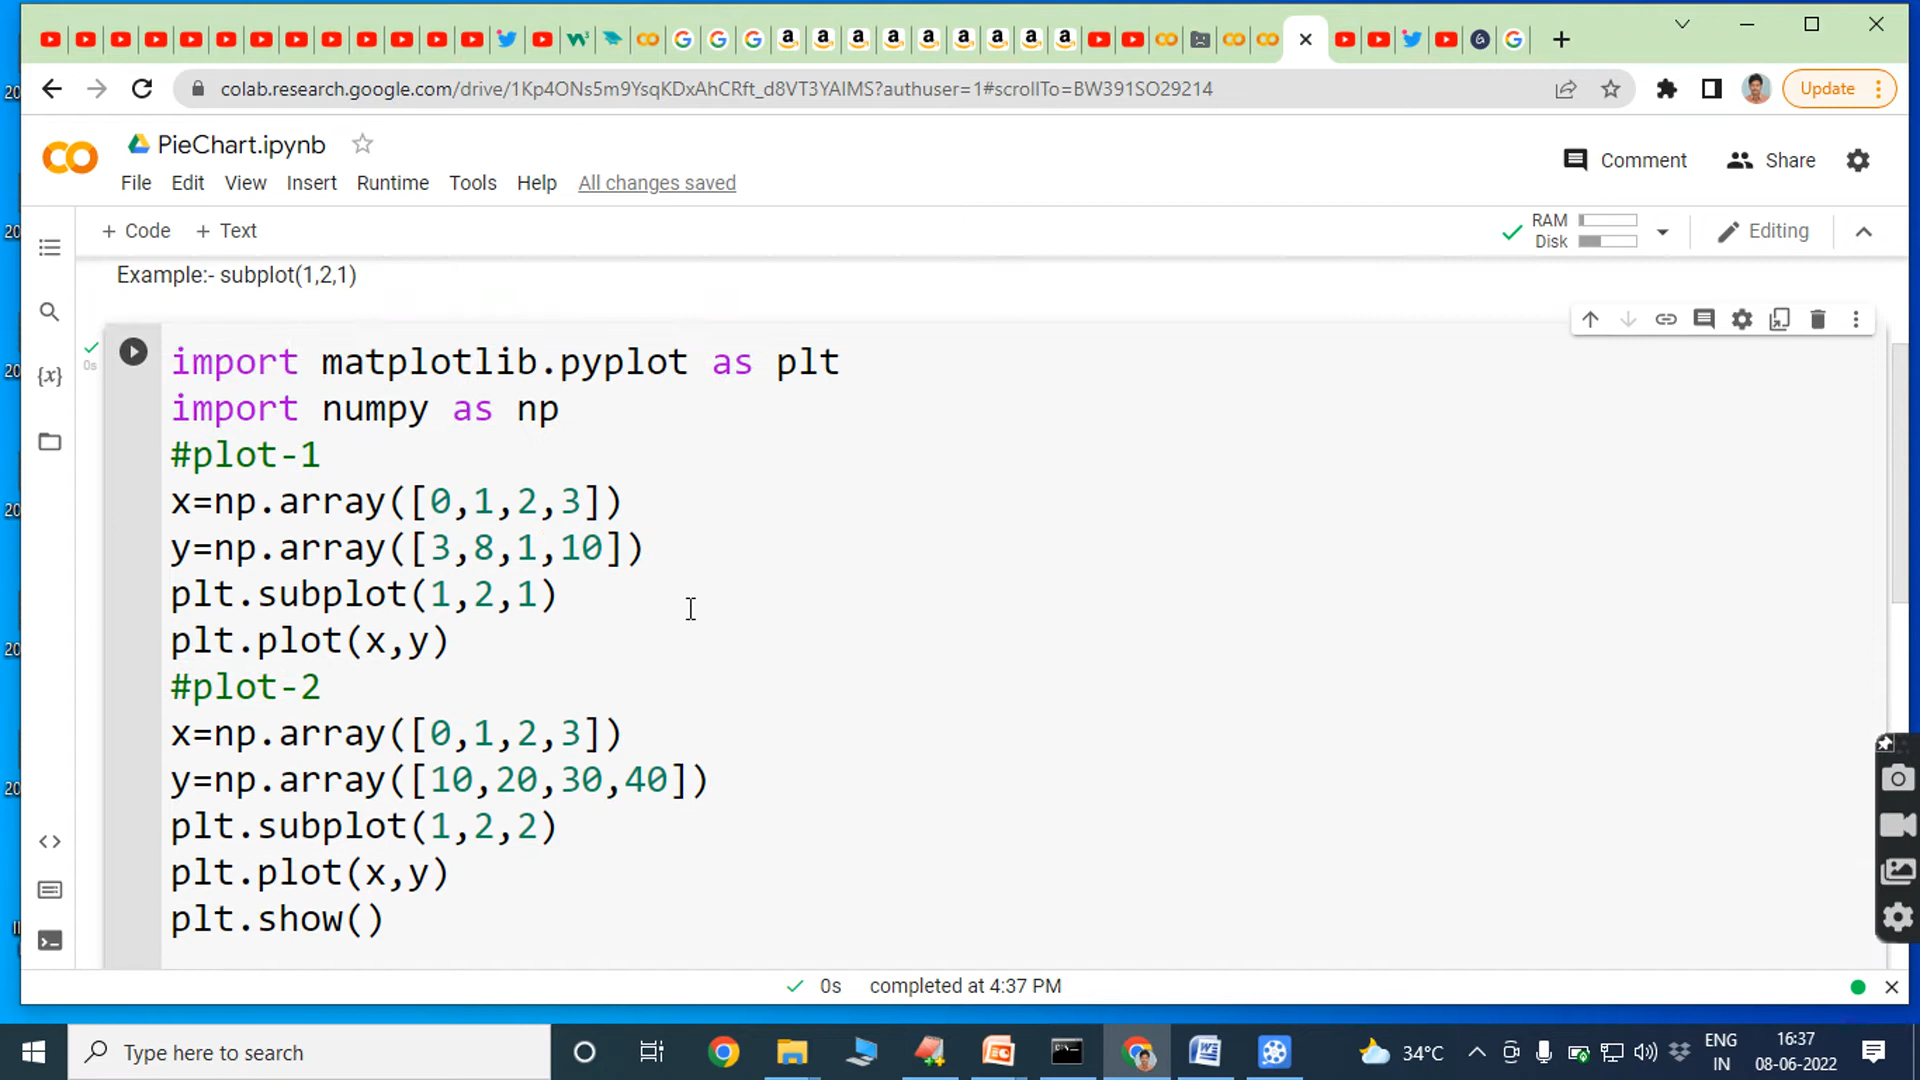 colab.research.google.com/drive/1Kp4ONs5m9YsqKDxAhCRft_d8VT3YAlMS?authuser=1#scrollTo=BW391SO29214
Update
PieChart.ipynb
Comment
Share
File Edit View Insert Runtime Tools Help All changes saved
+ Code + Text
RAM
Disk
Editing
Example:- subplot(1,2,1)
0s
import matplotlib.pyplot as plt
import numpy as np
#plot-1
x=np.array([0,1,2,3])
y=np.array([3,8,1,10])
plt.subplot(1,2,1)
plt.plot(x,y)
#plot-2
x=np.array([0,1,2,3])
y=np.array([10,20,30,40])
plt.subplot(1,2,2)
plt.plot(x,y)
plt.show()
0s completed at 4:37 PM
Type here to search
34°C
ENG
IN
16:37
08-06-2022